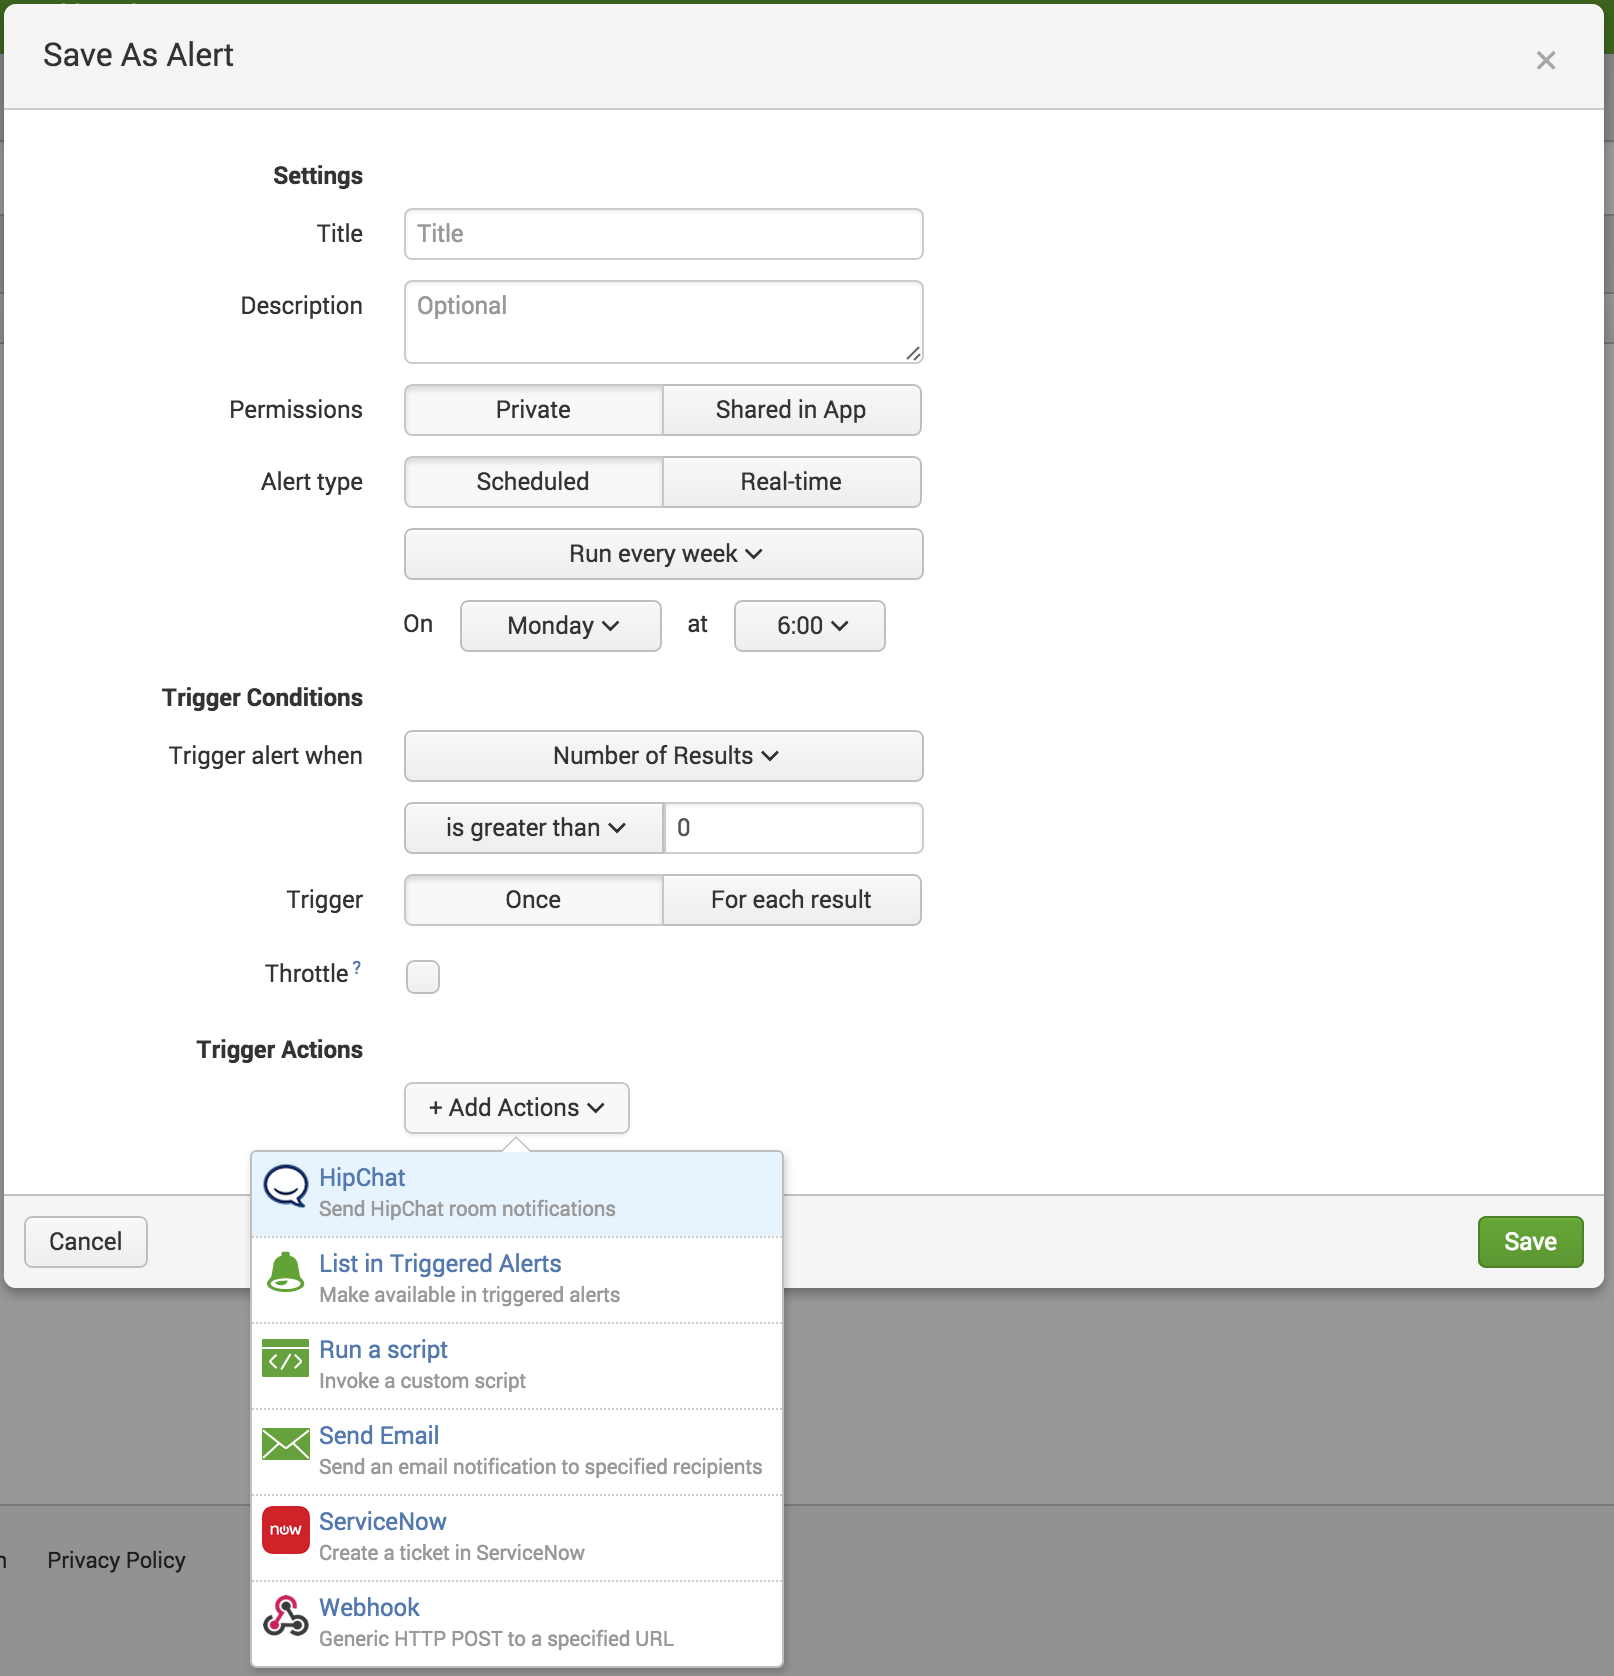 Save As Alert ×
Settings
Title Title
Description Optional
Permissions Private Shared in App
Alert type Scheduled Real-time
Run every week
On Monday at 6:00
Trigger Conditions
Trigger alert when Number of Results
is greater than 0
Trigger Once For each result
Throttle ?
Trigger Actions
+ Add Actions
HipChat
Send HipChat room notifications
List in Triggered Alerts
Make available in triggered alerts
Run a script
Invoke a custom script
Send Email
Send an email notification to specified recipients
now ServiceNow
Create a ticket in ServiceNow
Webhook
Generic HTTP POST to a specified URL
Cancel Save
Privacy Policy